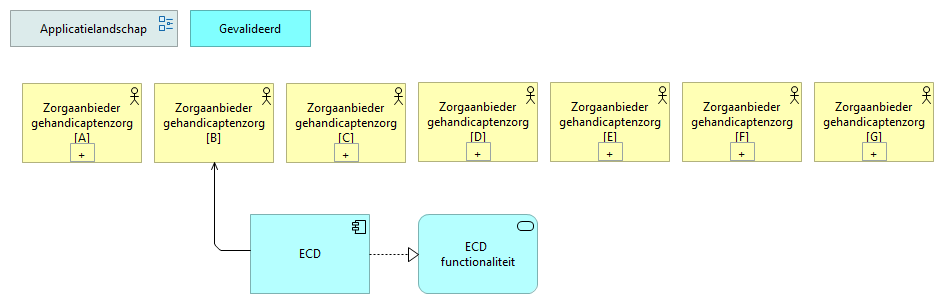 Applicatielandschap
Gevalideerd
Zorgaanbieder
gehandicaptenzorg
[A]
+
Zorgaanbieder
gehandicaptenzorg
[B]
Zorgaanbieder
gehandicaptenzorg
[C]
+
Zorgaanbieder
gehandicaptenzorg
[D]
+
Zorgaanbieder
gehandicaptenzorg
[E]
+
Zorgaanbieder
gehandicaptenzorg
[F]
+
Zorgaanbieder
gehandicaptenzorg
[G]
+
ECD
ECD
functionaliteit